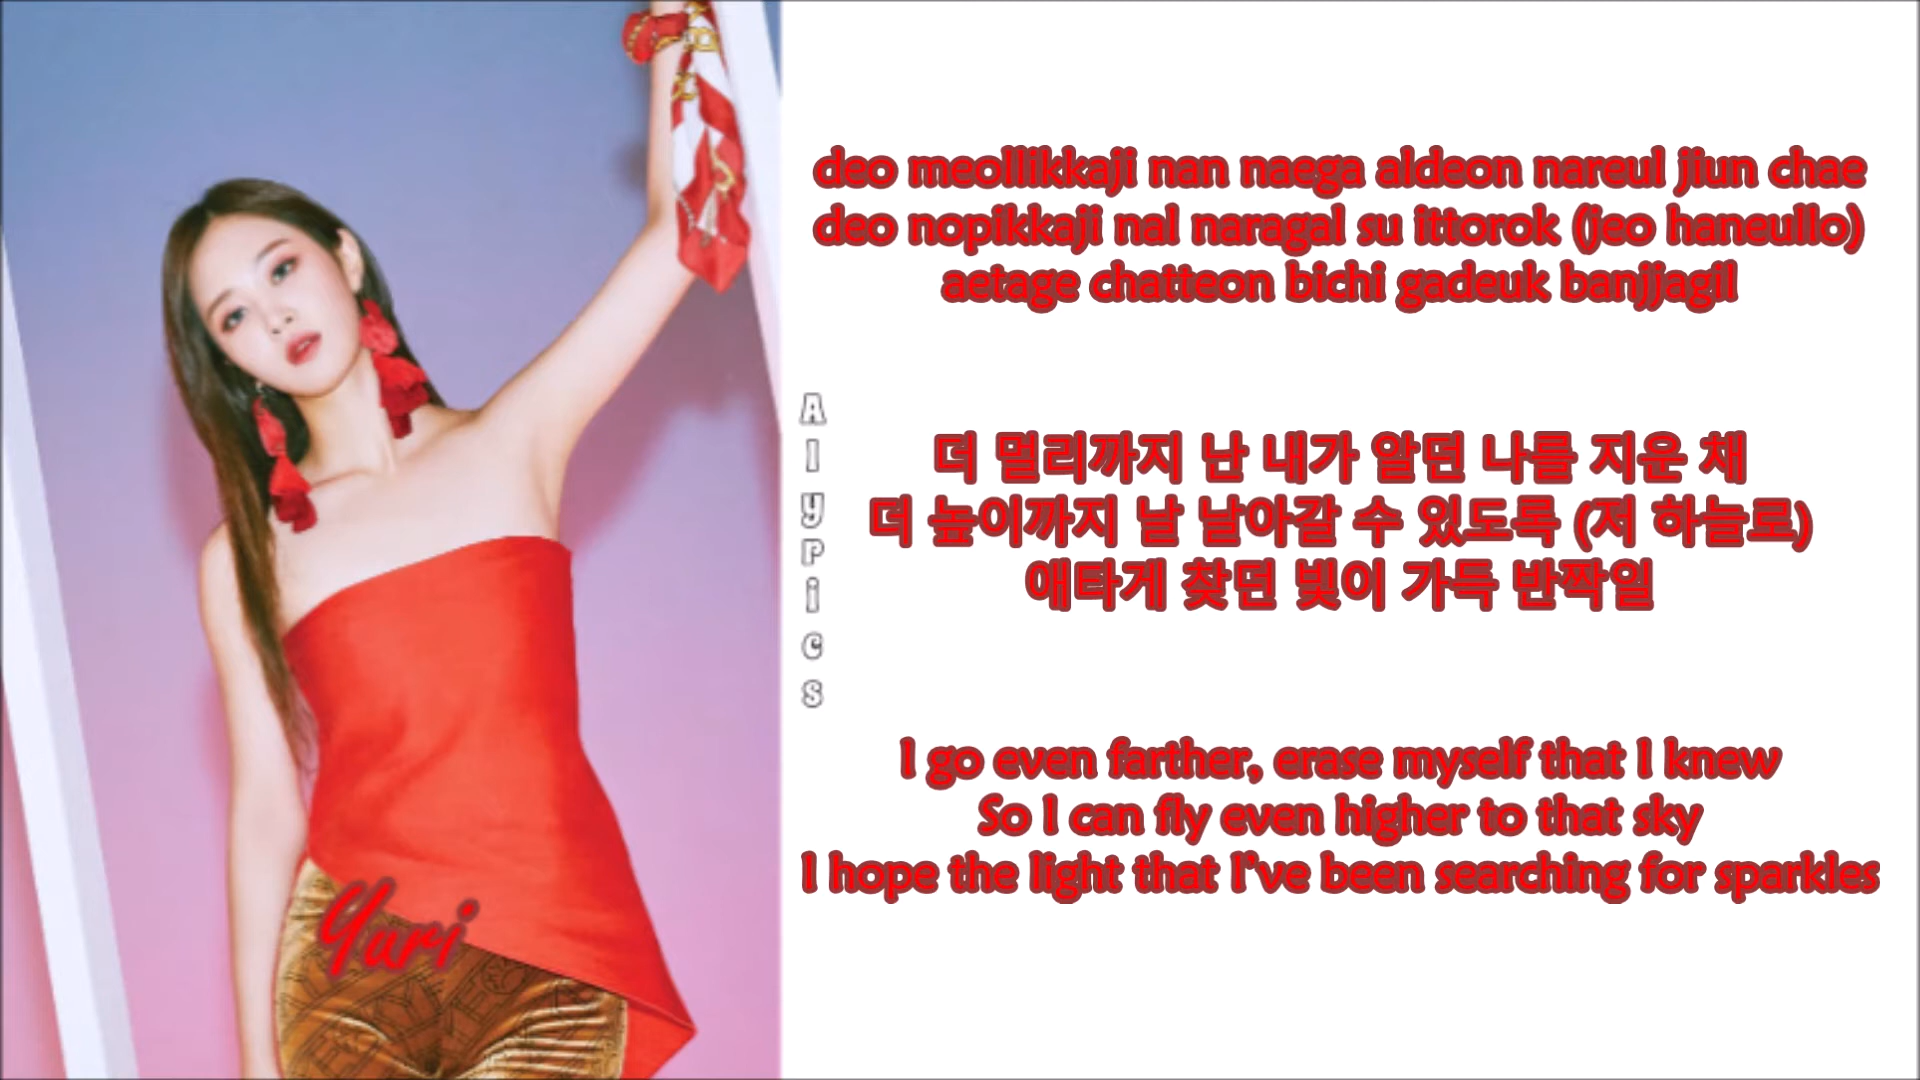 deo meollikkaji nan naega aldeon nareul jiun chae
deo nopikkaji nal naragal su ittorok (jeo haneullo)
aetage chatteon bichi gadeuk banjjagil
더 멀리까지 난 내가 알던 나를 지운 채
더 높이까지 날 날아갈 수 있도록 (저 하늘로)
애타게 찾던 빛이 가득 반짝일
I go even farther, erase myself that I knew
So I can fly even higher to that sky
I hope the light that I've been searching for sparkles
AlyPics
Yuri